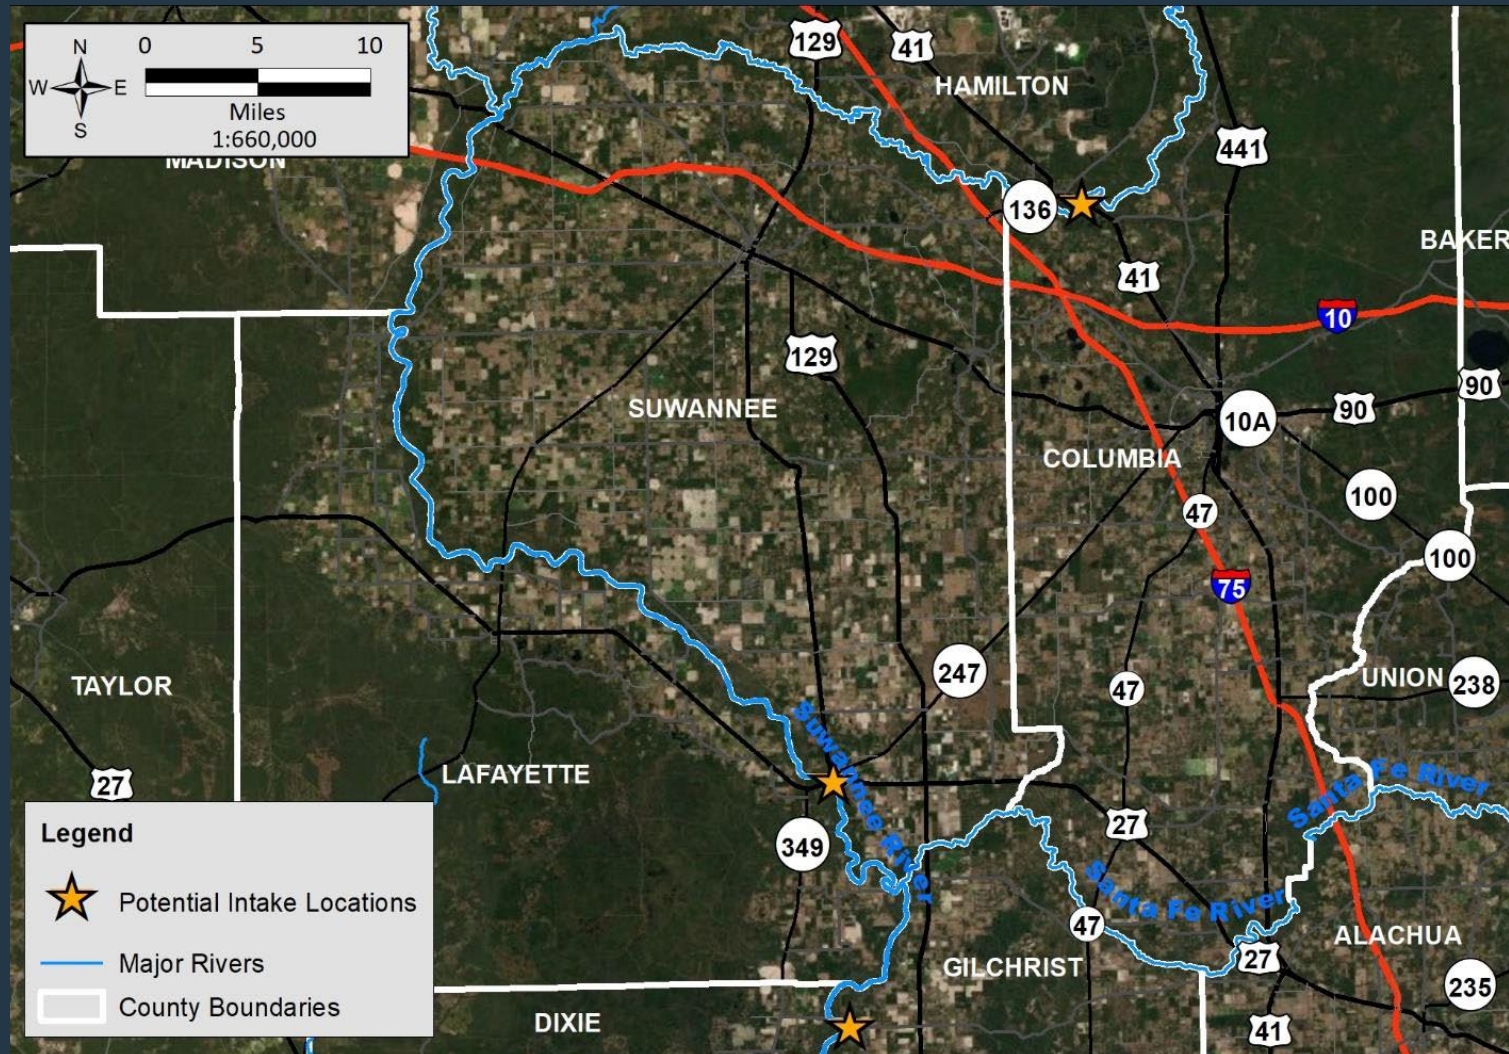 N
W E
S
0 5 10
Miles
1:660,000
129
41
HAMILTON
441
MADISON
136
BAKER
41
10
129
90
90
SUWANNEE
10A
COLUMBIA
100
47
100
75
247
UNION
238
TAYLOR
47
27
LAFAYETTE
Suwannee River
Santa Fe River
27
349
Santa Fe River
47
ALACHUA
27
GILCHRIST
235
DIXIE
41
Legend
Potential Intake Locations
Major Rivers
County Boundaries